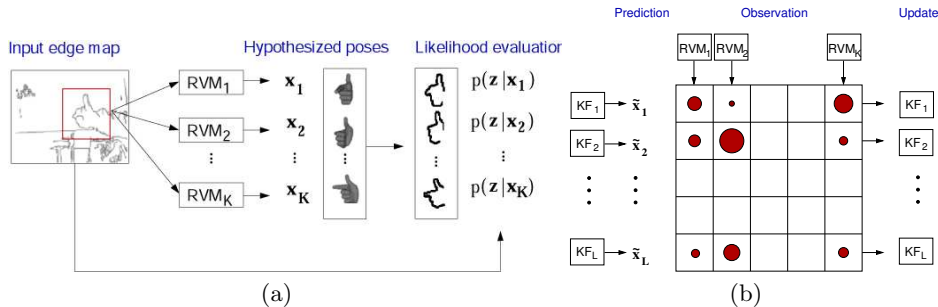 Input edge map
Hypothesized poses
Likelihood evaluation
RVM1 x1 p(z|x1)
RVM2 x2 p(z|x2)
⋮ ⋮ ⋮ ⋮
RVMK xK p(z|xK)
(a)
Prediction Observation Update
RVM1 RVM2 RVMK
KF1 x̃1 KF1
KF2 x̃2 KF2
⋮ ⋮ ⋮
KFL x̃L KFL
(b)